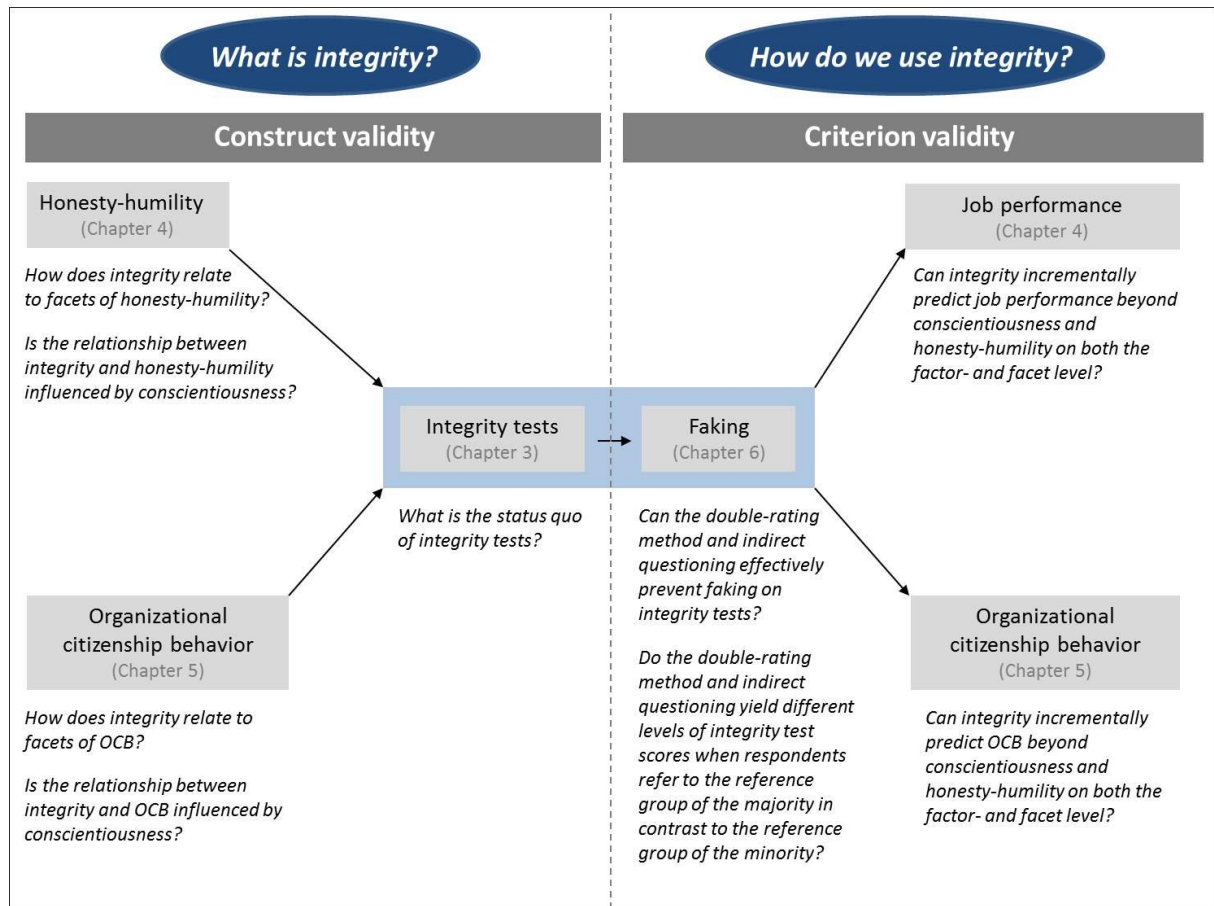 What is integrity?
How do we use integrity?
Construct validity
Criterion validity
Honesty-humility
(Chapter 4)
How does integrity relate
to facets of honesty-humility?
Is the relationship between
integrity and honesty-humility
influenced by conscientiousness?
Job performance
(Chapter 4)
Can integrity incrementally
predict job performance beyond
conscientiousness and
honesty-humility on both the
factor- and facet level?
Integrity tests
(Chapter 3)
What is the status quo
of integrity tests?
Faking
(Chapter 6)
Can the double-rating
method and indirect
questioning effectively
prevent faking on
integrity tests?
Do the double-rating
method and indirect
questioning yield different
levels of integrity test
scores when respondents
refer to the reference
group of the majority in
contrast to the reference
group of the minority?
Organizational
citizenship behavior
(Chapter 5)
How does integrity relate to
facets of OCB?
Is the relationship between
integrity and OCB influenced by
conscientiousness?
Organizational
citizenship behavior
(Chapter 5)
Can integrity incrementally
predict OCB beyond
conscientiousness and
honesty-humility on both the
factor- and facet level?